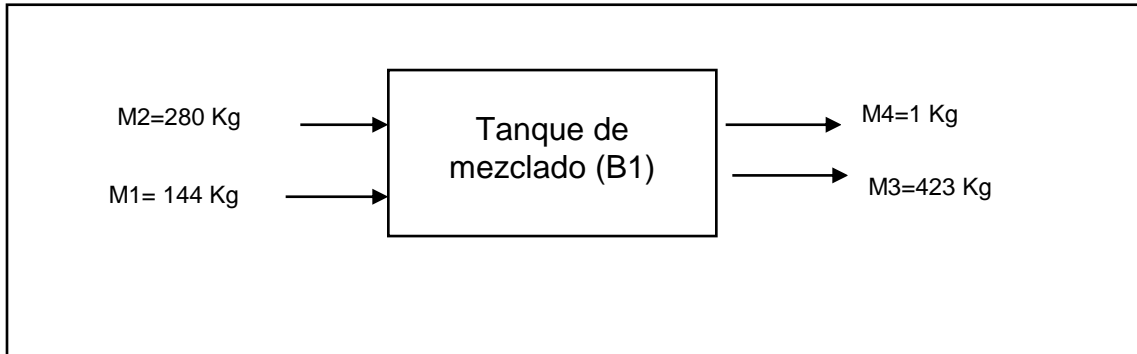 M2=280 Kg
M1= 144 Kg
Tanque de
mezclado (B1)
M4=1 Kg
M3=423 Kg